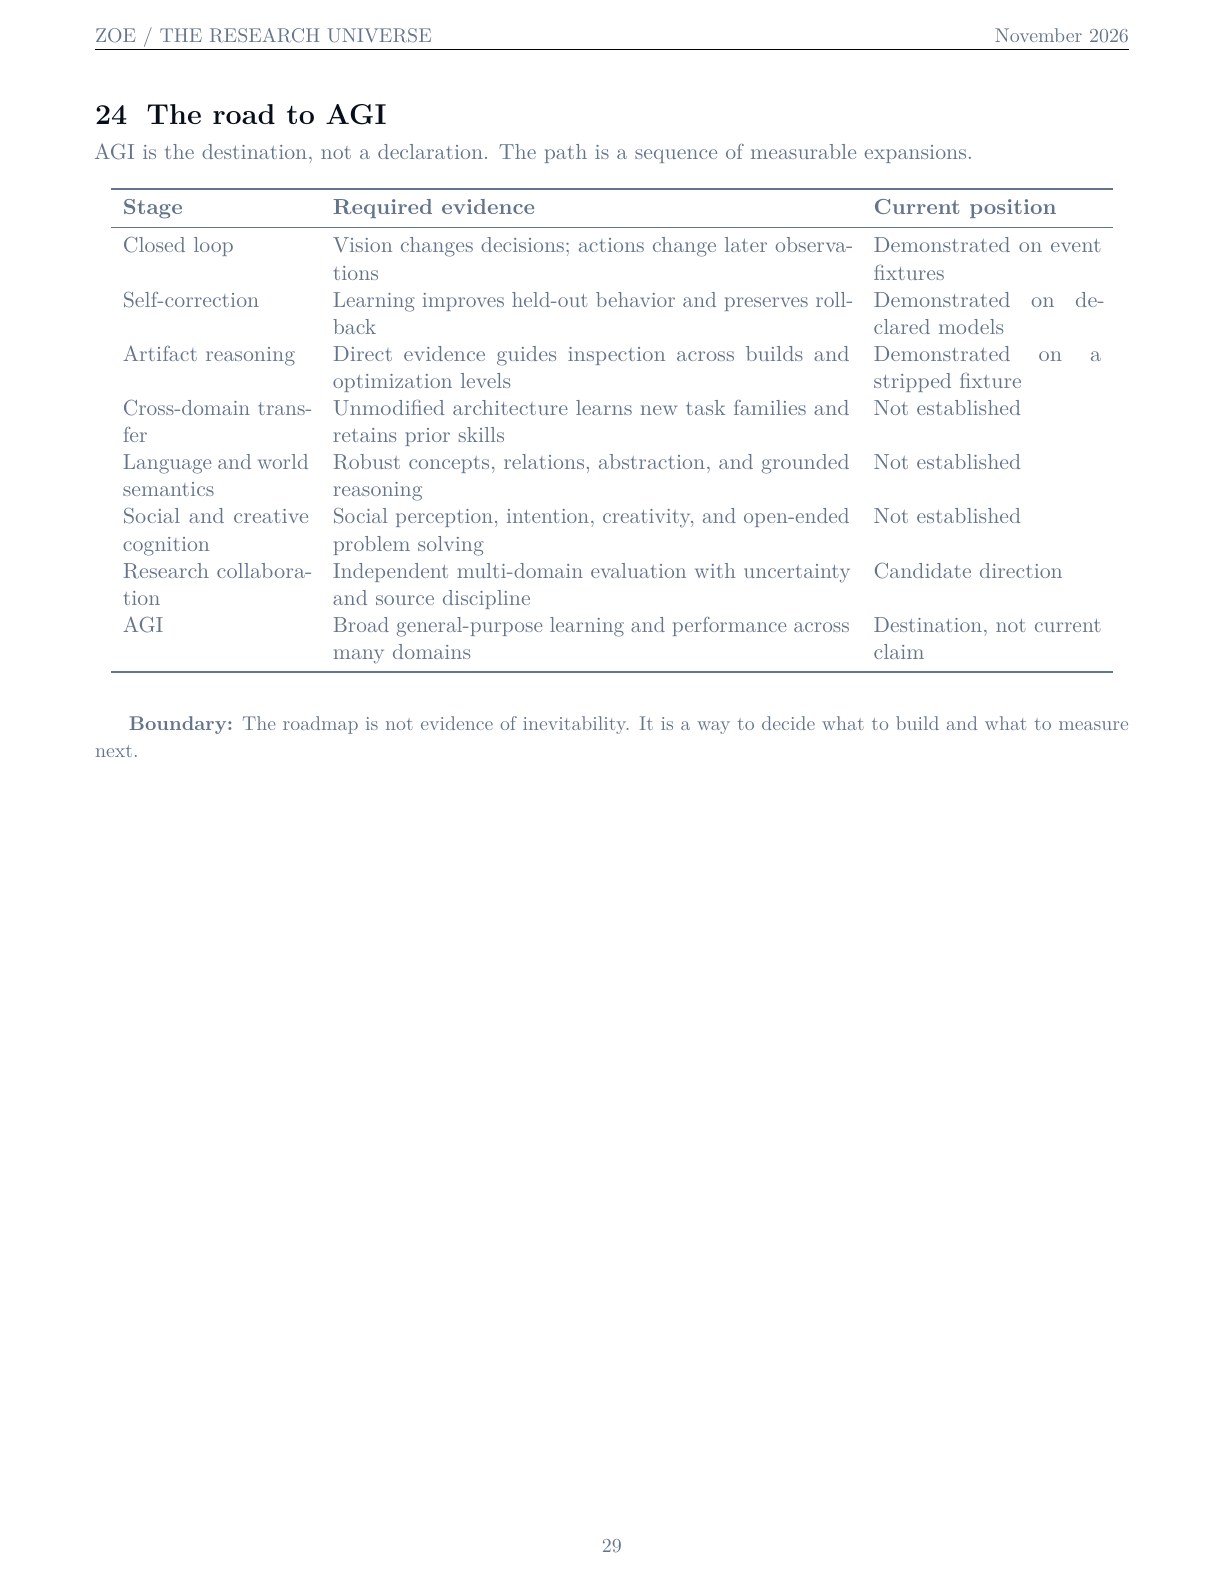 ZOE / THE RESEARCH UNIVERSE November 2026
24 The road to AGI
AGI is the destination, not a declaration. The path is a sequence of measurable expansions.
Stage Required evidence Current position
Closed loop Vision changes decisions; actions change later observa- Demonstrated on event
tions fixtures
Self-correction Learning improves held-out behavior and preserves roll- Demonstrated on de-
back clared models
Artifact reasoning Direct evidence guides inspection across builds and Demonstrated on a
optimization levels stripped fixture
Cross-domain trans- Unmodified architecture learns new task families and Not established
fer retains prior skills
Language and world Robust concepts, relations, abstraction, and grounded Not established
semantics reasoning
Social and creative Social perception, intention, creativity, and open-ended Not established
cognition problem solving
Research collabora- Independent multi-domain evaluation with uncertainty Candidate direction
tion and source discipline
AGI Broad general-purpose learning and performance across Destination, not current
many domains claim
Boundary: The roadmap is not evidence of inevitability. It is a way to decide what to build and what to measure
next.
29